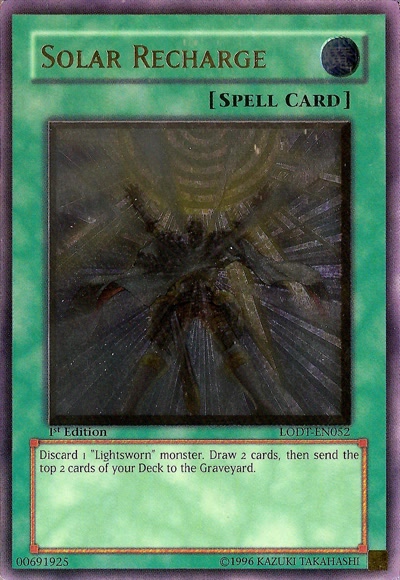 Solar Recharge
[Spell Card]
1st Edition
LODT-EN052
Discard 1 "Lightsworn" monster. Draw 2 cards, then send the
top 2 cards of your Deck to the Graveyard.
00691925
©1996 KAZUKI TAKAHASHI